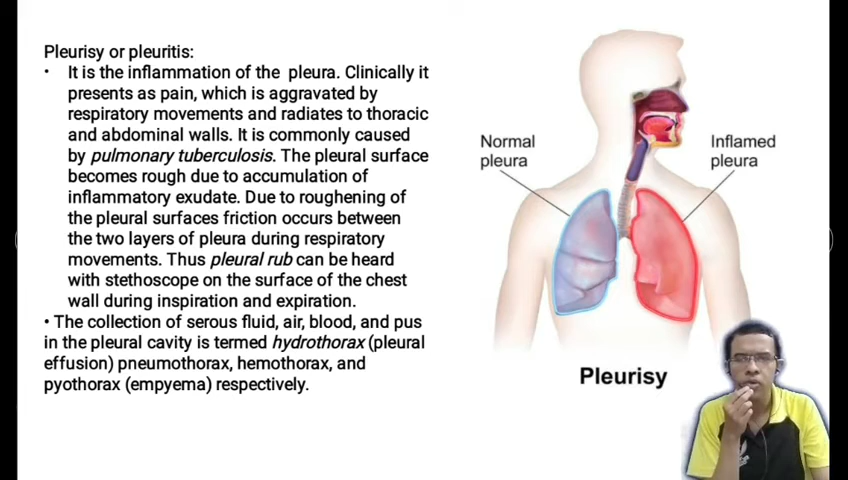 Pleurisy or pleuritis:
• It is the inflammation of the pleura. Clinically it
presents as pain, which is aggravated by
respiratory movements and radiates to thoracic
and abdominal walls. It is commonly caused
by pulmonary tuberculosis. The pleural surface
becomes rough due to accumulation of
inflammatory exudate. Due to roughening of
the pleural surfaces friction occurs between
the two layers of pleura during respiratory
movements. Thus pleural rub can be heard
with stethoscope on the surface of the chest
wall during inspiration and expiration.
• The collection of serous fluid, air, blood, and pus
in the pleural cavity is termed hydrothorax (pleural
effusion) pneumothorax, hemothorax, and
pyothorax (empyema) respectively.
Normal
pleura
Inflamed
pleura
Pleurisy